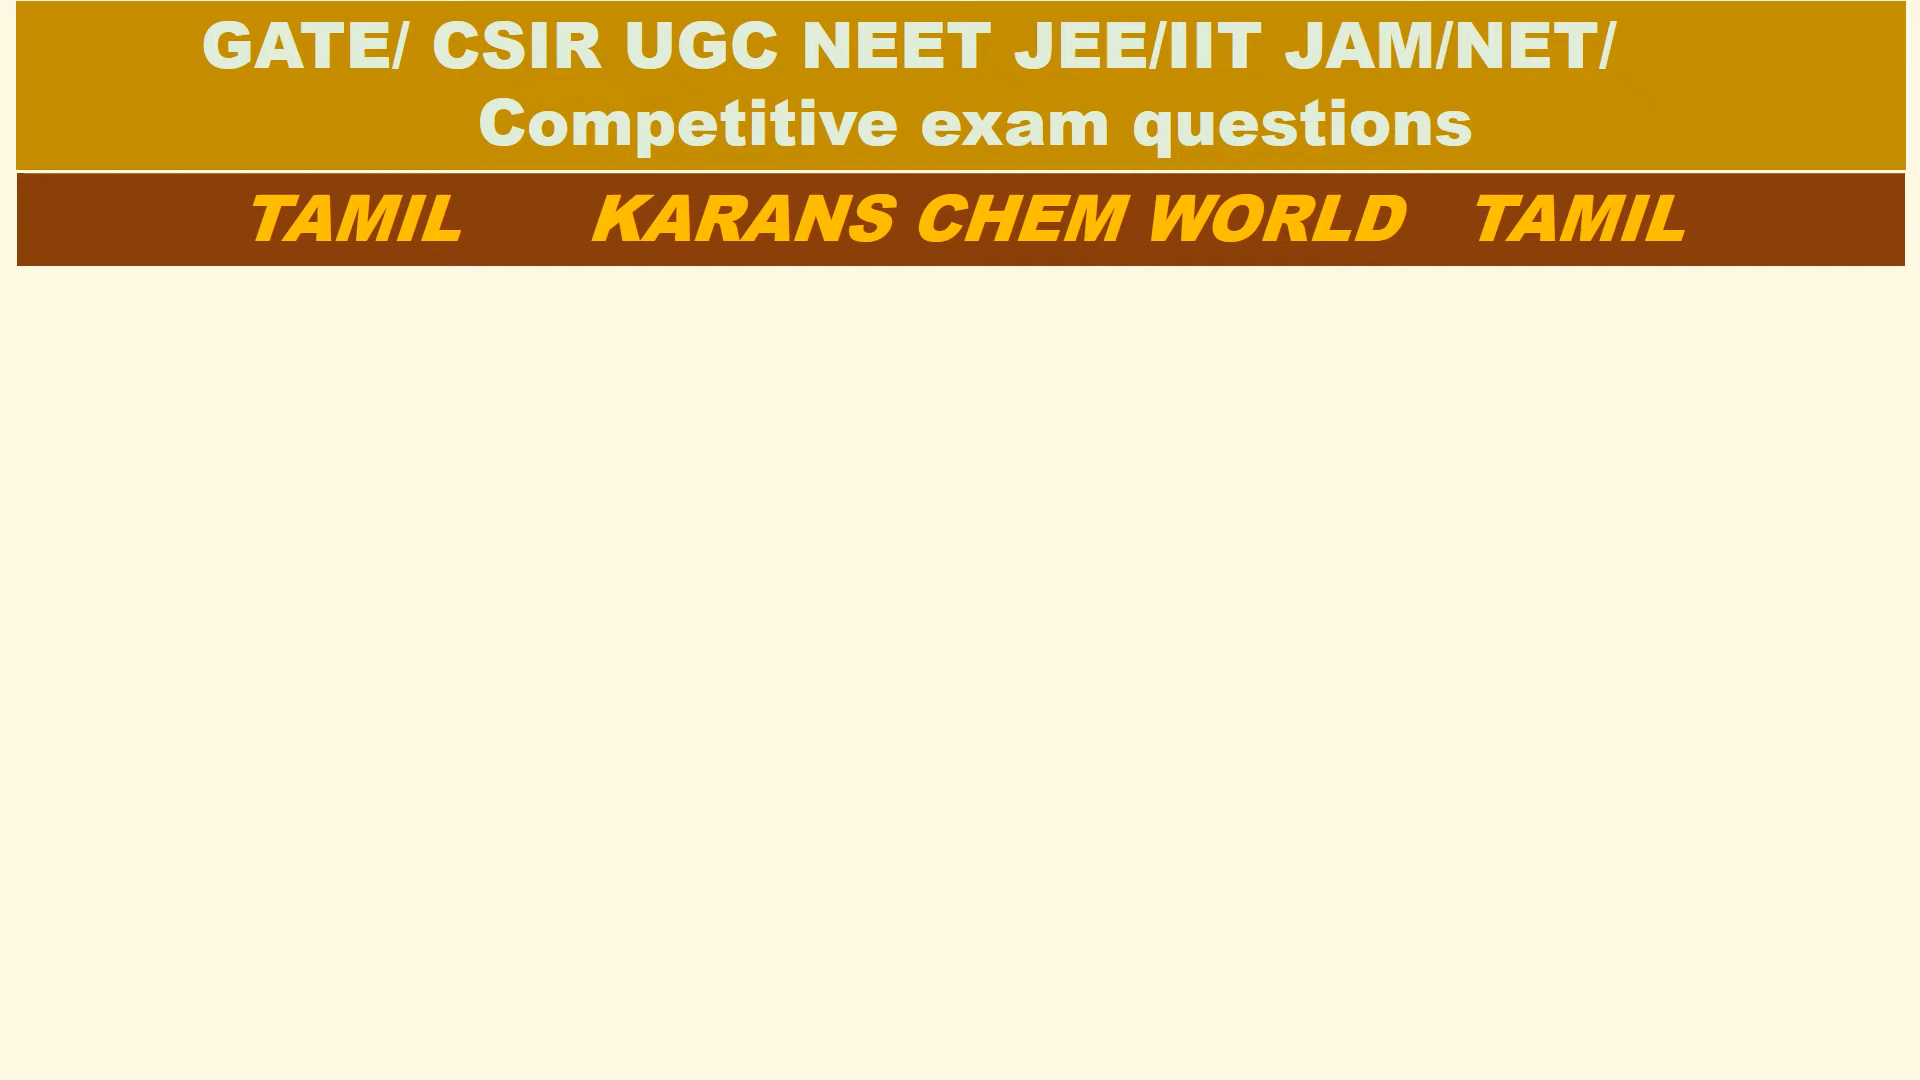 GATE/ CSIR UGC NEET JEE/IIT JAM/NET/
Competitive exam questions
TAMIL KARANS CHEM WORLD TAMIL